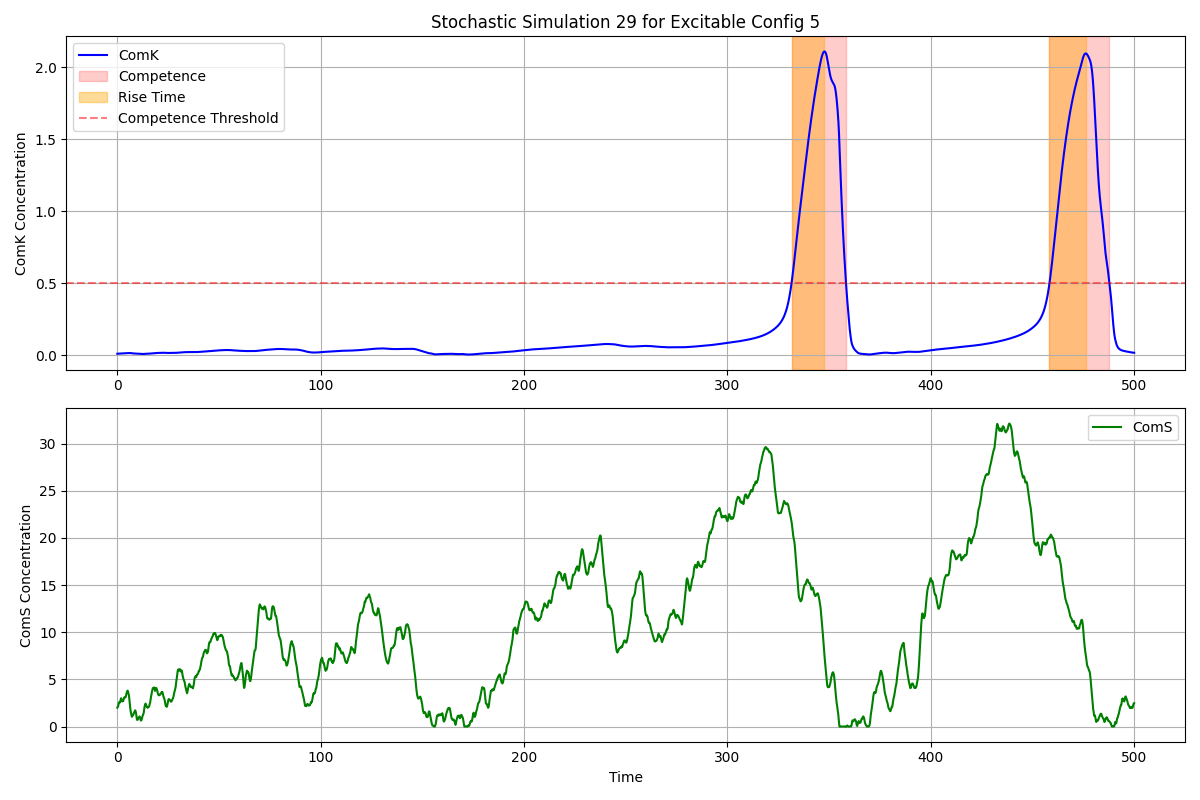 Stochastic Simulation 29 for Excitable Config 5
ComK Concentration
2.0
1.5
1.0
0.5
0.0
ComK
Competence
Rise Time
Competence Threshold
0 100 200 300 400 500
ComS Concentration
30
25
20
15
10
5
0
ComS
0 100 200 300 400 500
Time